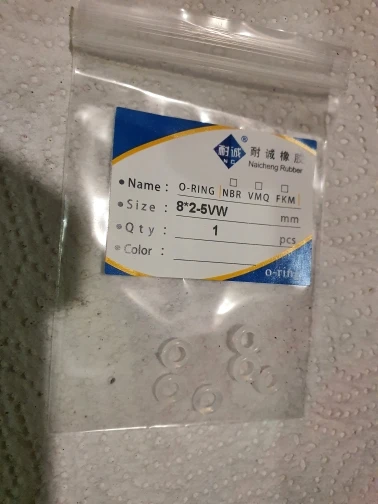 ®
耐诚
N C
耐诚橡胶
Naicheng Rubber
• Name : O-RING NBR VMQ FKM
• Size : 8*2-5VW mm
• Qty : 1 pcs
• Color :
o-ring